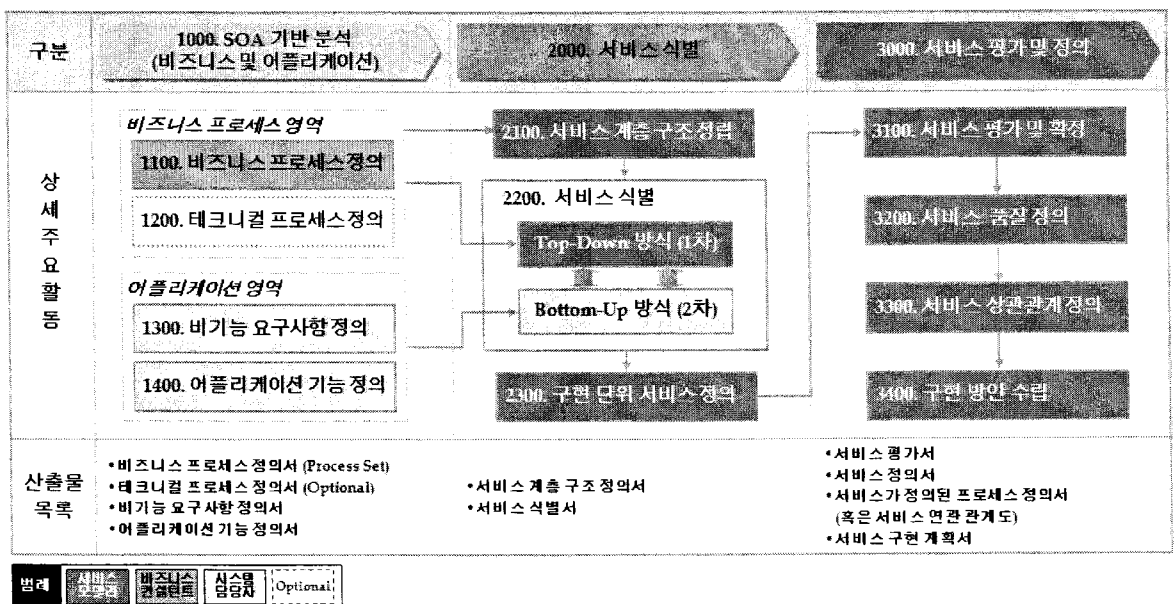 구분
1000. SOA 기반 분석
(비즈니스 및 어플리케이션)
2000. 서비스 식별
3000. 서비스 평가 및 정의
상세주요활동
비즈니스 프로세스 영역
1100. 비즈니스 프로세스 정의
1200. 테크니컬 프로세스 정의
어플리케이션 영역
1300. 비기능 요구사항 정의
1400. 어플리케이션 기능 정의
2100. 서비스 계층 구조 정립
2200. 서비스 식별
Top-Down 방식 (1차)
Bottom-Up 방식 (2차)
2300. 구현 단위 서비스 정의
3100. 서비스 평가 및 확정
3200. 서비스 품질 정의
3300. 서비스 상관관계 정의
3400. 구현 방안 수립
산출물
목록
•비즈니스 프로세스 정의서 (Process Set)
•테크니컬 프로세스 정의서 (Optional)
•비기능 요구사항 정의서
•어플리케이션 기능 정의서
•서비스 계층 구조 정의서
•서비스 식별서
•서비스 평가서
•서비스 정의서
•서비스가 정의된 프로세스 정의서
(혹은 서비스 연관 관계도)
•서비스 구현 계획서
범례
서비스
모델러
비즈니스
컨설턴트
시스템
담당자
Optional